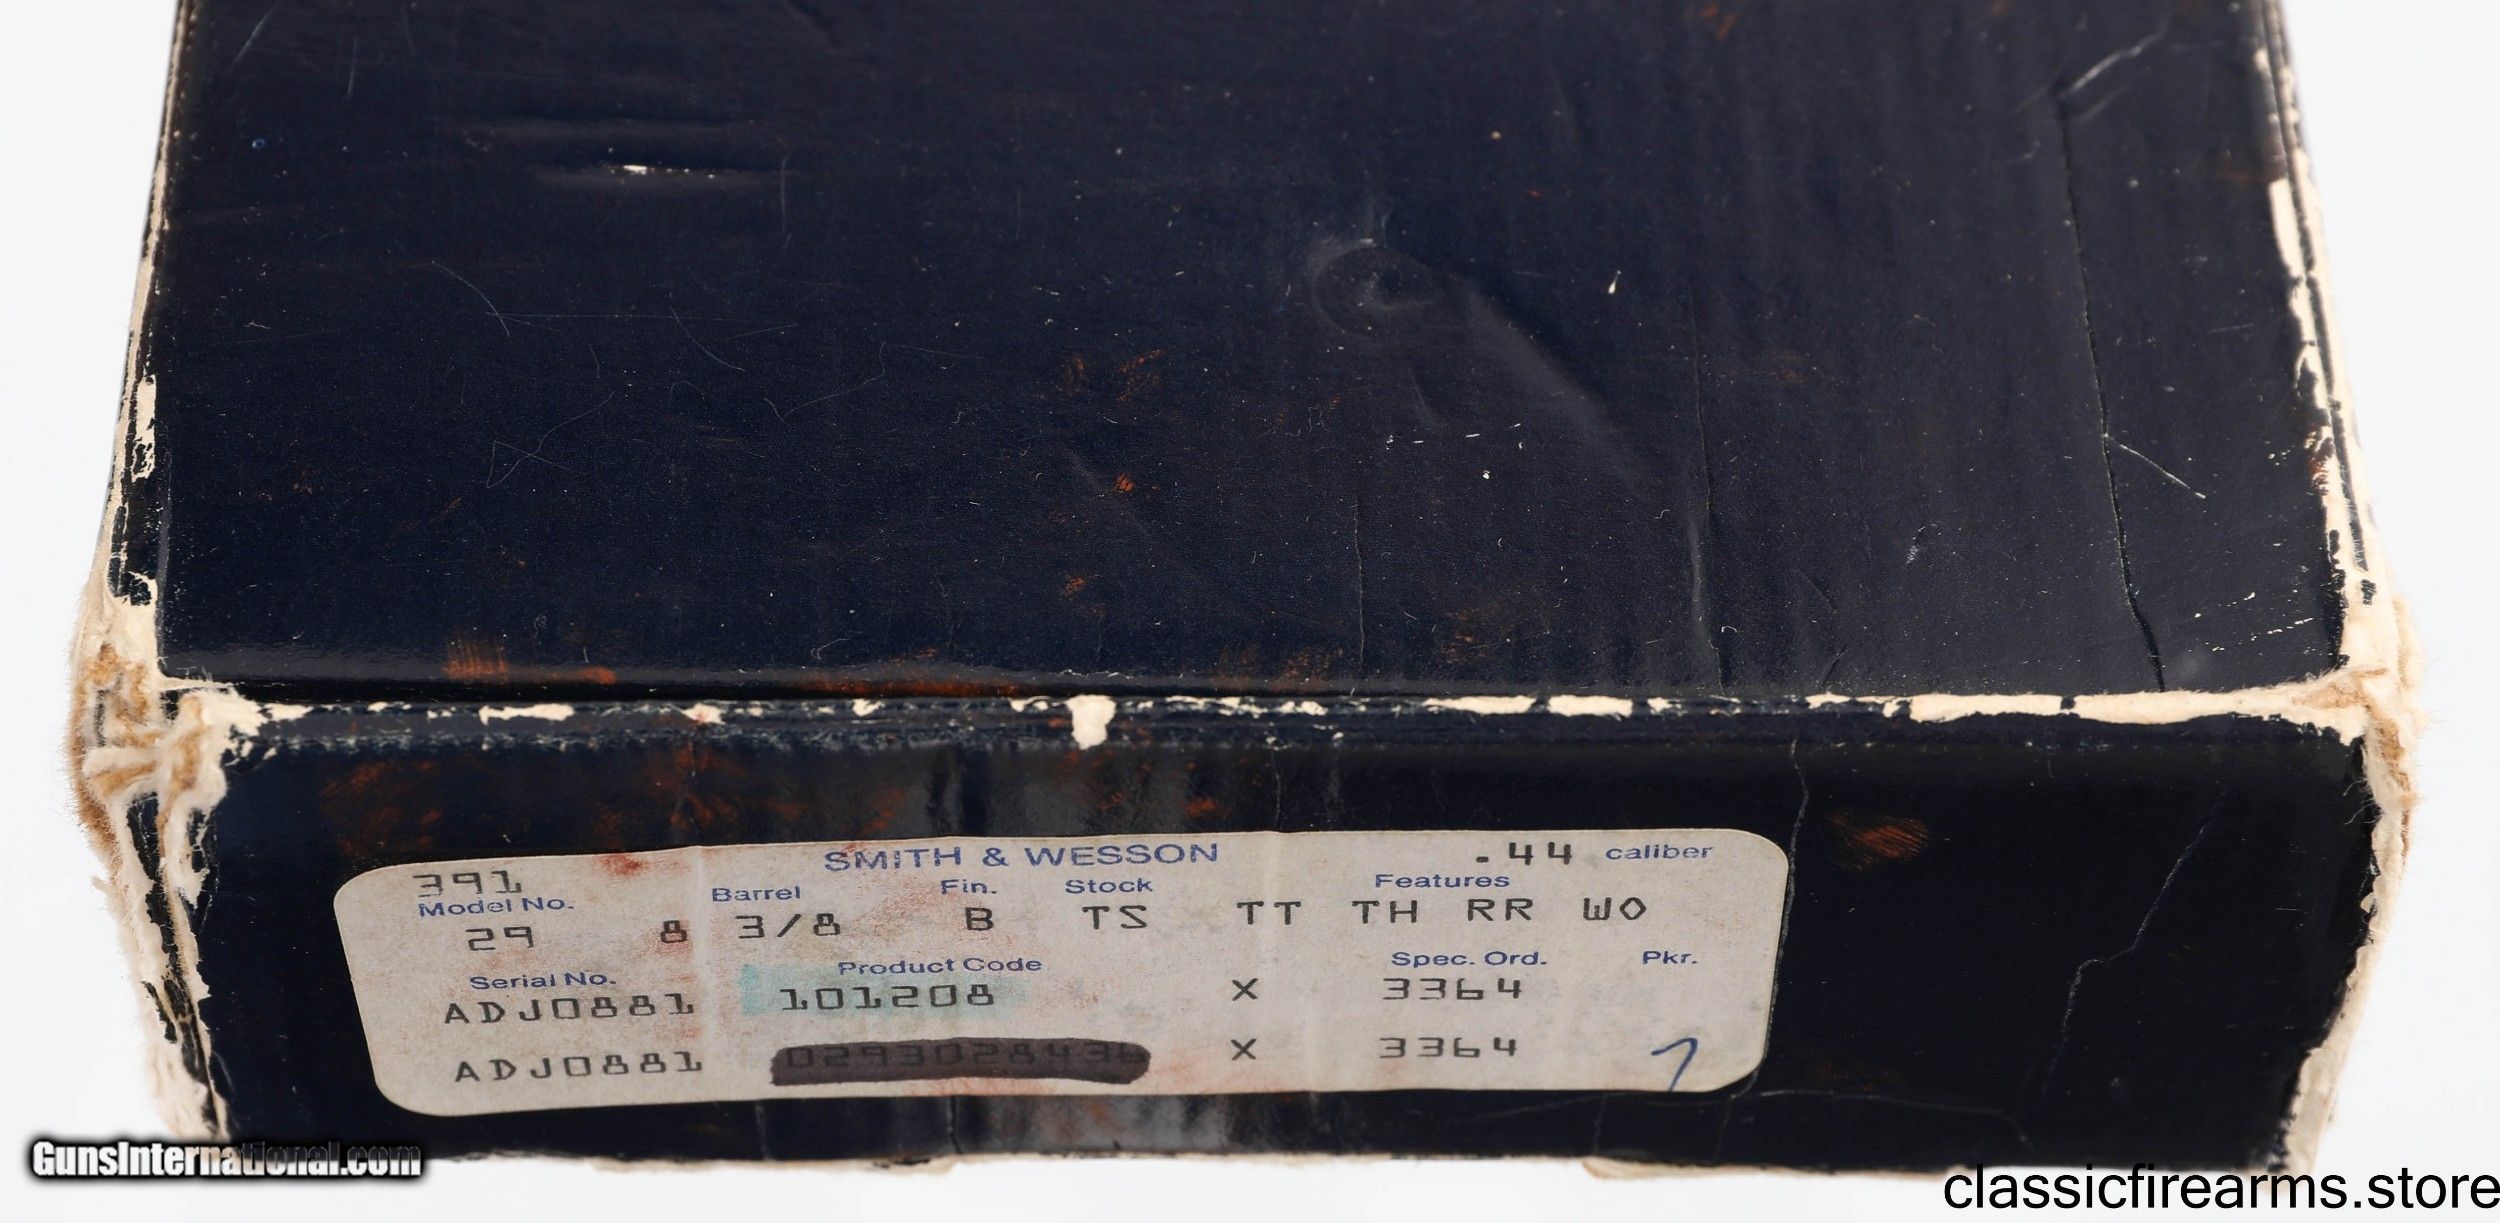 SMITH & WESSON .44 caliber
391
Model No. Barrel Fin. Stock Features
29 8 3/8 B TS TT TH RR WO
Serial No. Product Code Spec. Ord. Pkr.
ADJ0881 101208 X 3364
ADJ0881 X 3364 7
GunsInternational.com
classicfirearms.store